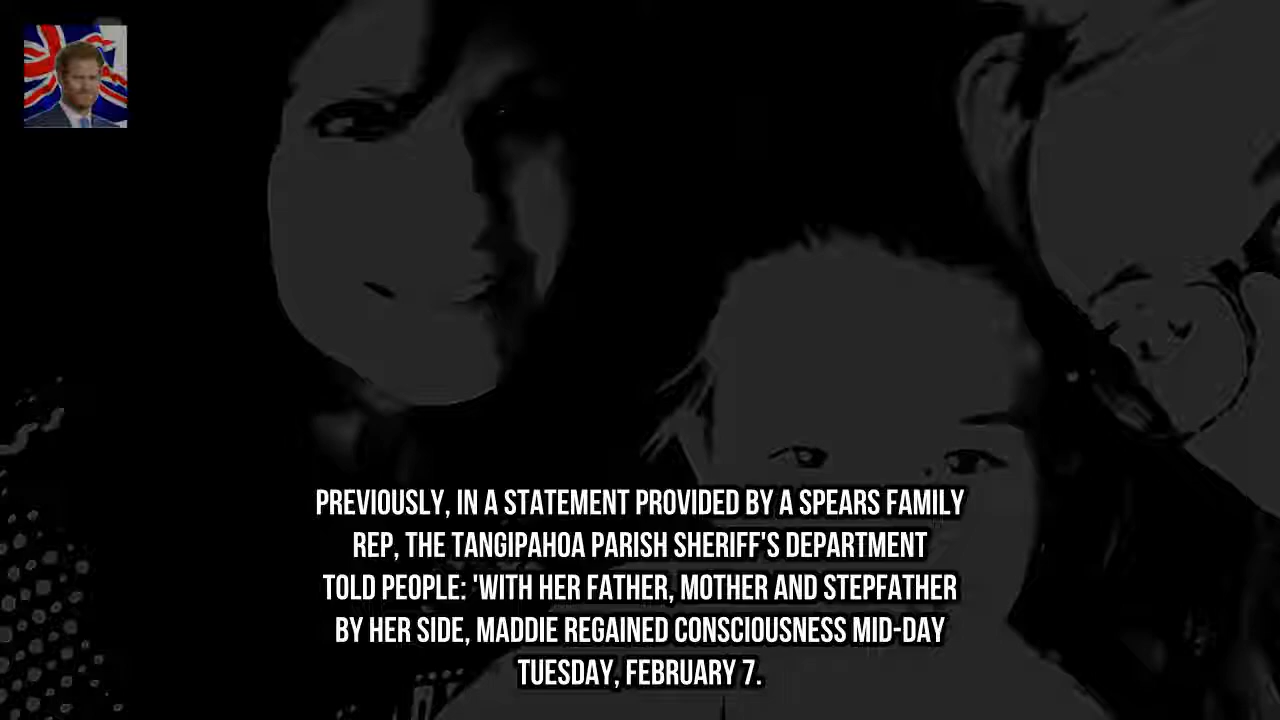 PREVIOUSLY, IN A STATEMENT PROVIDED BY A SPEARS FAMILY
REP, THE TANGIPAHOA PARISH SHERIFF'S DEPARTMENT
TOLD PEOPLE: 'WITH HER FATHER, MOTHER AND STEPFATHER
BY HER SIDE, MADDIE REGAINED CONSCIOUSNESS MID-DAY
TUESDAY, FEBRUARY 7.